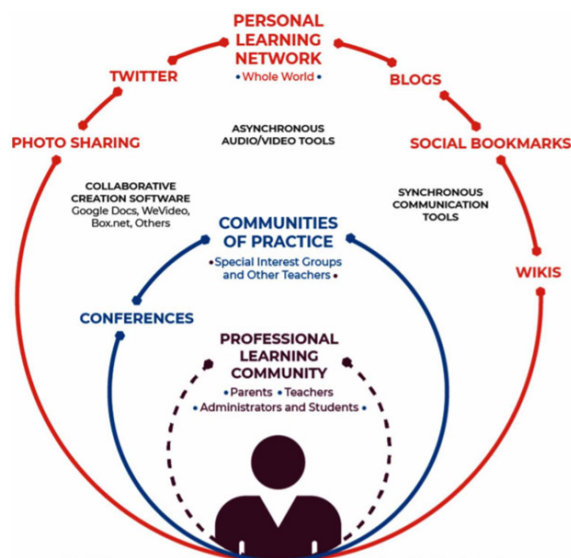 PERSONAL
LEARNING
NETWORK
• Whole World •
TWITTER
BLOGS
PHOTO SHARING
ASYNCHRONOUS
AUDIO/VIDEO TOOLS
SOCIAL BOOKMARKS
COLLABORATIVE
CREATION SOFTWARE
Google Docs, WeVideo,
Box.net, Others
SYNCHRONOUS
COMMUNICATION
TOOLS
COMMUNITIES
OF PRACTICE
• Special Interest Groups
and Other Teachers •
WIKIS
CONFERENCES
PROFESSIONAL
LEARNING
COMMUNITY
• Parents • Teachers
• Administrators and Students •